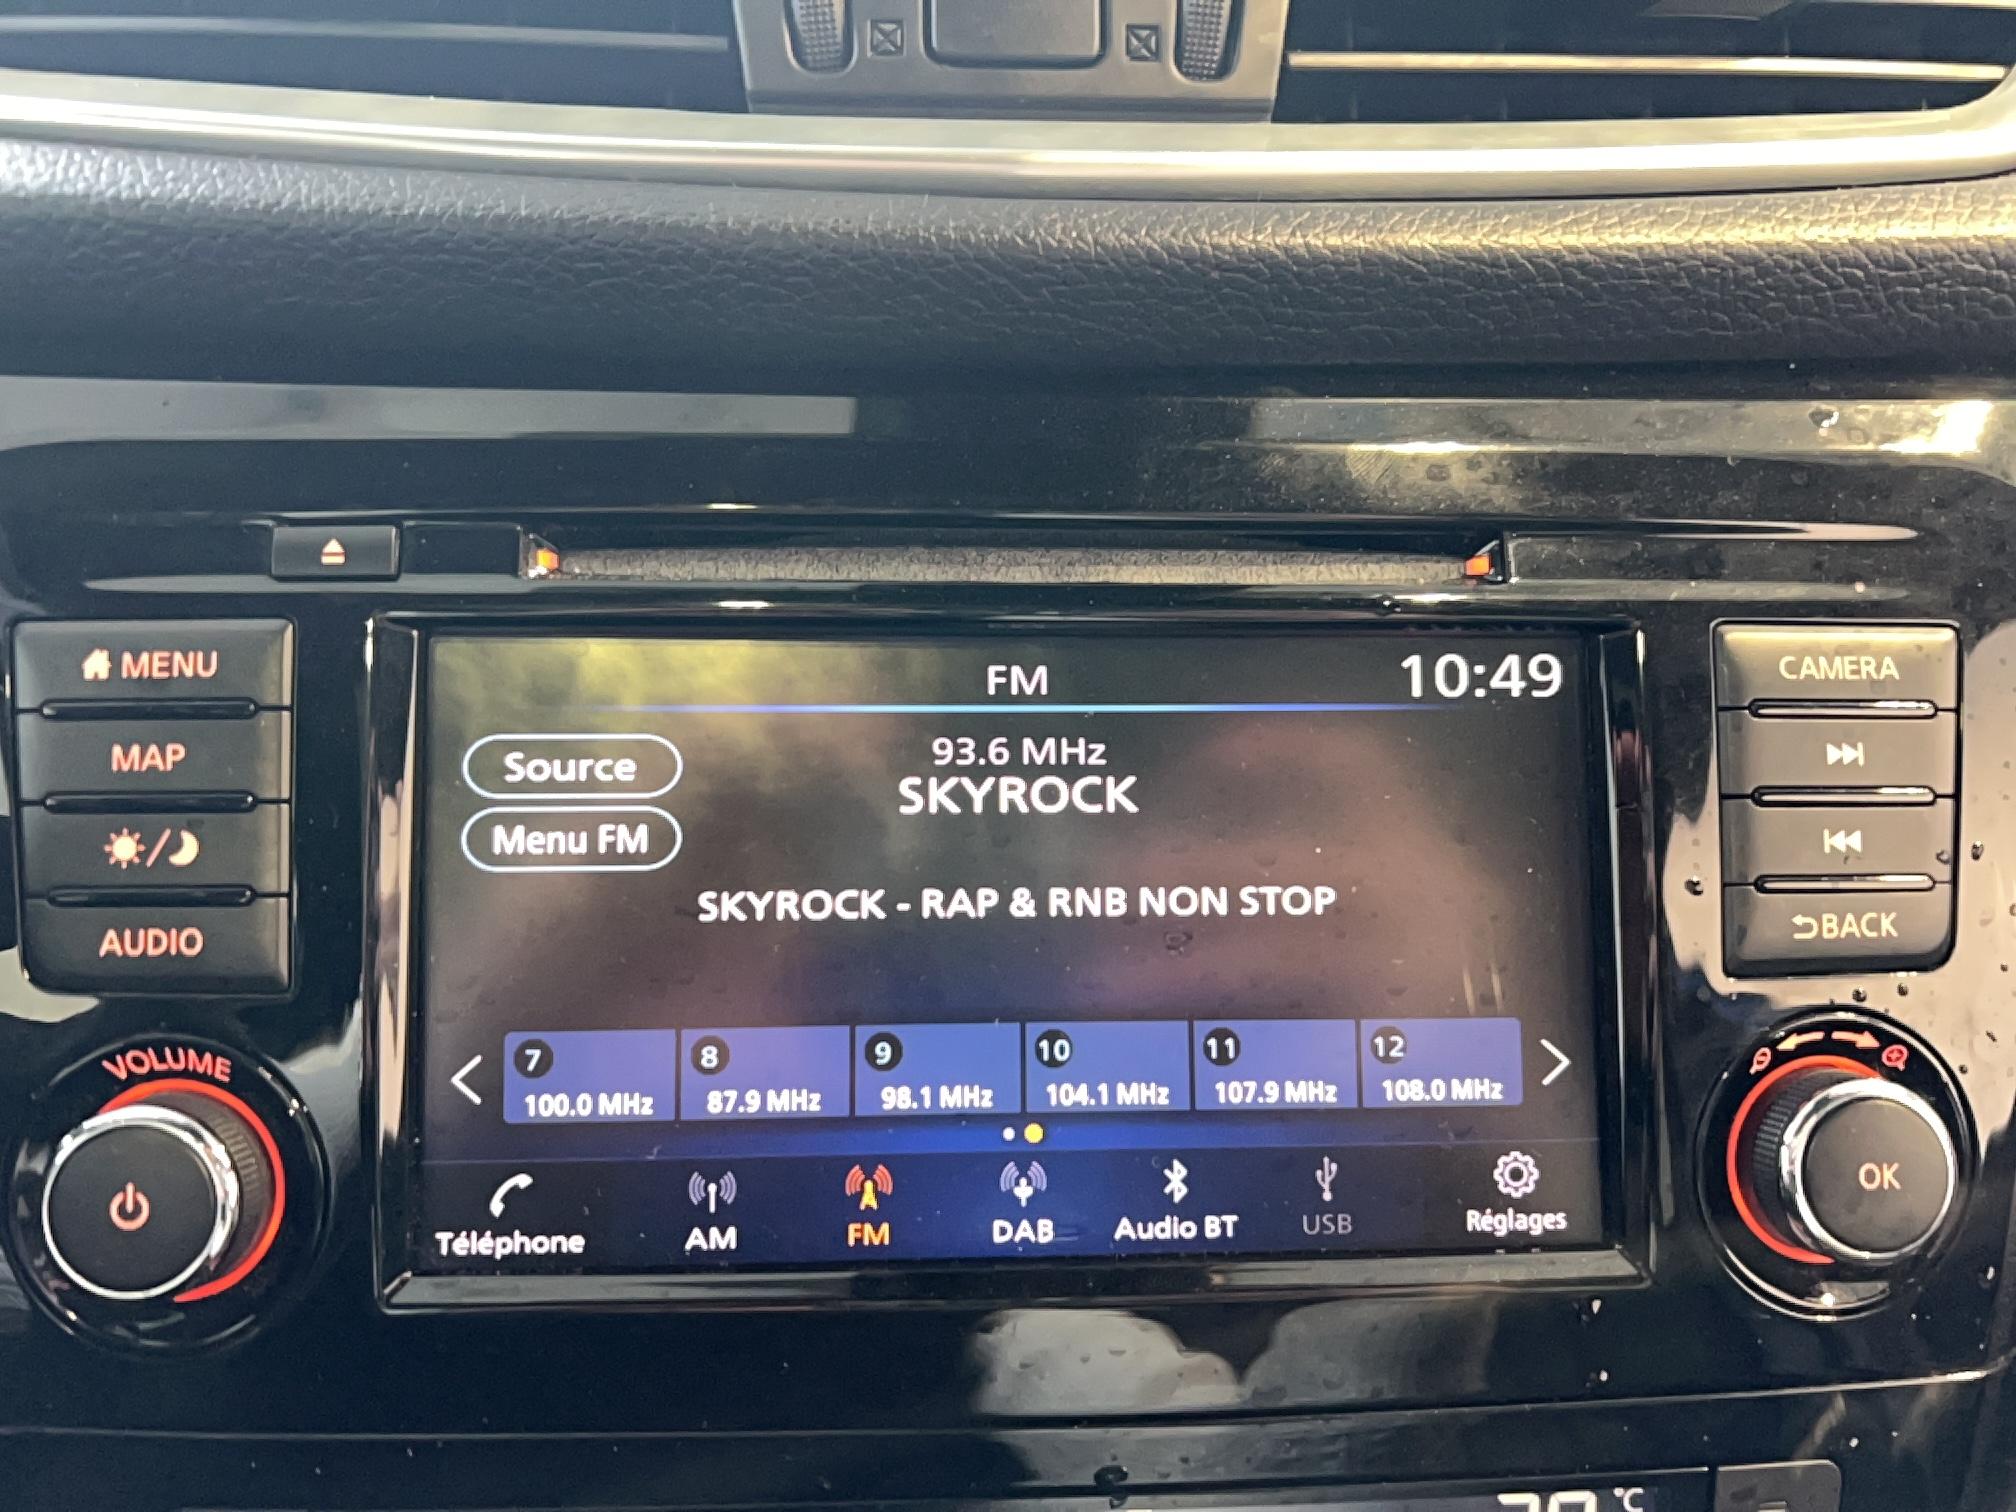 MENU
MAP
AUDIO
VOLUME
FM
10:49
Source
93.6 MHz
SKYROCK
Menu FM
SKYROCK - RAP & RNB NON STOP
7 8 9 10 11 12
100.0 MHz 87.9 MHz 98.1 MHz 104.1 MHz 107.9 MHz 108.0 MHz
Téléphone AM FM DAB Audio BT USB Réglages
CAMERA
BACK
OK
°C